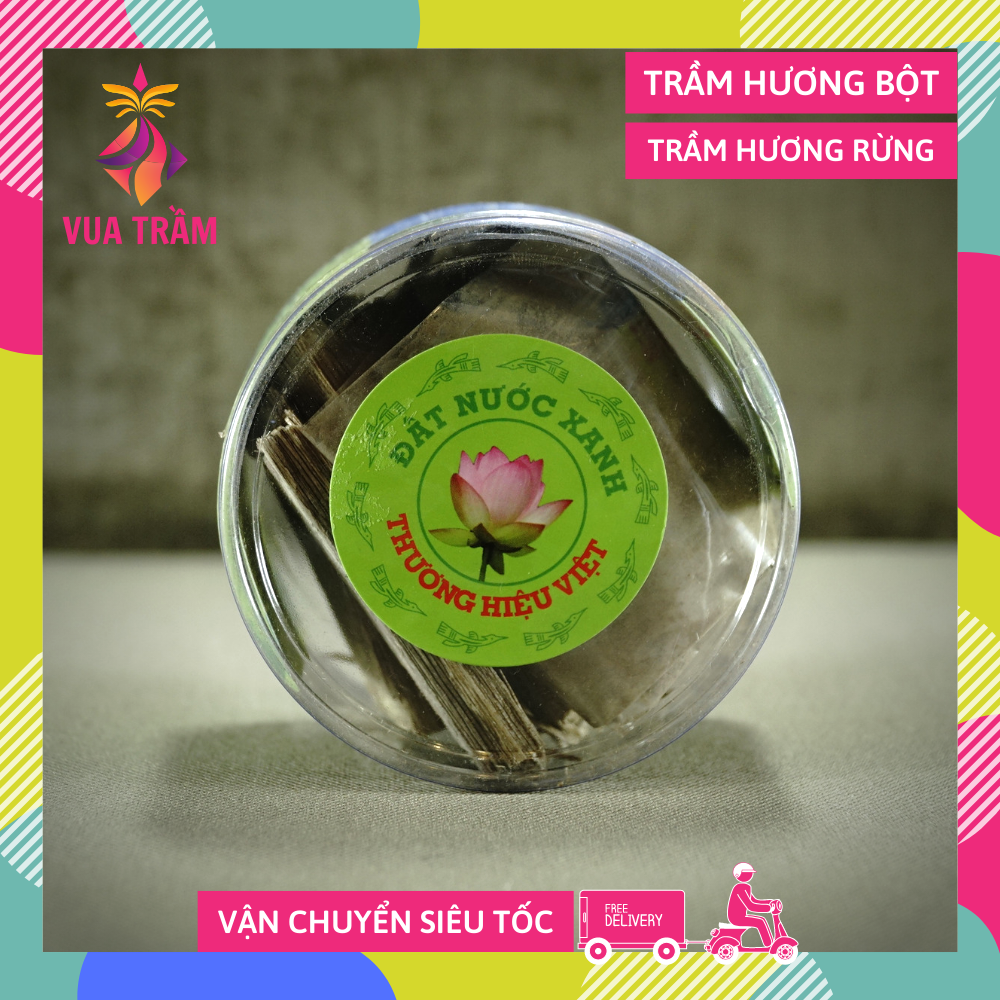 TRẦM HƯƠNG BỘT
TRẦM HƯƠNG RỪNG
VUA TRẦM
ĐẤT NƯỚC XANH
THƯƠNG HIỆU VIỆT
VẬN CHUYỂN SIÊU TỐC
FREE
DELIVERY